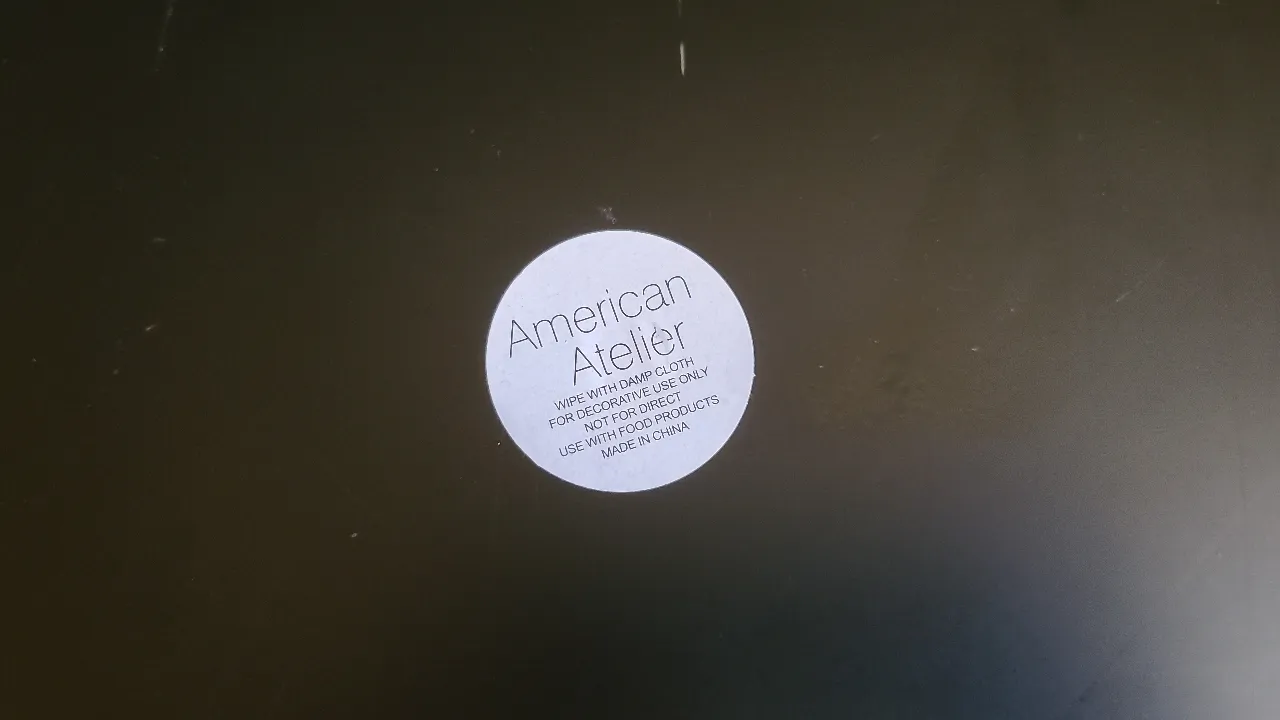 American
Atelier
WIPE WITH DAMP CLOTH
FOR DECORATIVE USE ONLY
NOT FOR DIRECT
USE WITH FOOD PRODUCTS
MADE IN CHINA